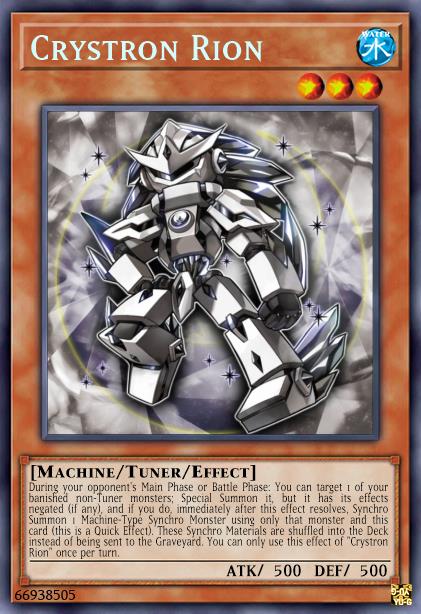 Crystron Rion
WATER
水
[Machine/Tuner/Effect]
During your opponent's Main Phase or Battle Phase: You can target 1 of your
banished non-Tuner monsters; Special Summon it, but it has its effects
negated (if any), and if you do, immediately after this effect resolves, Synchro
Summon 1 Machine-Type Synchro Monster using only that monster and this
card (this is a Quick Effect). These Synchro Materials are shuffled into the Deck
instead of being sent to the Graveyard. You can only use this effect of "Crystron
Rion" once per turn.
ATK/ 500 DEF/ 500
66938505